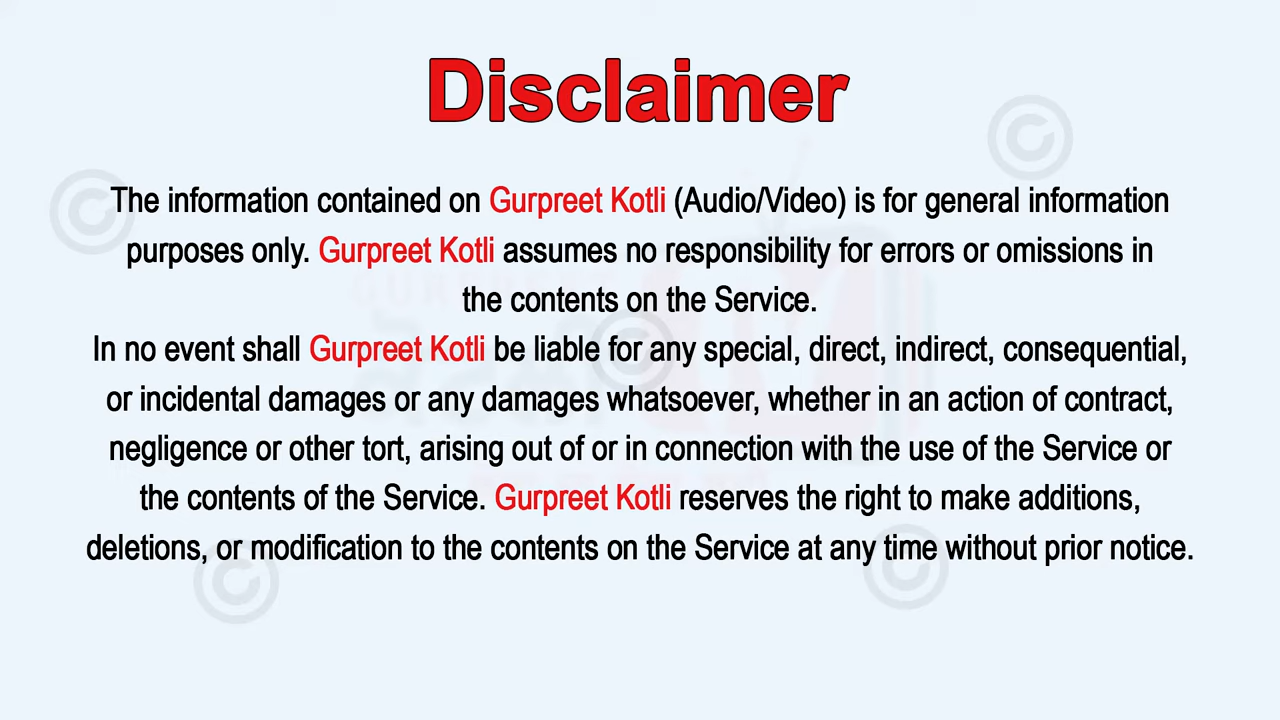 Disclaimer
The information contained on Gurpreet Kotli (Audio/Video) is for general information
purposes only. Gurpreet Kotli assumes no responsibility for errors or omissions in
the contents on the Service.
In no event shall Gurpreet Kotli be liable for any special, direct, indirect, consequential,
or incidental damages or any damages whatsoever, whether in an action of contract,
negligence or other tort, arising out of or in connection with the use of the Service or
the contents of the Service. Gurpreet Kotli reserves the right to make additions,
deletions, or modification to the contents on the Service at any time without prior notice.